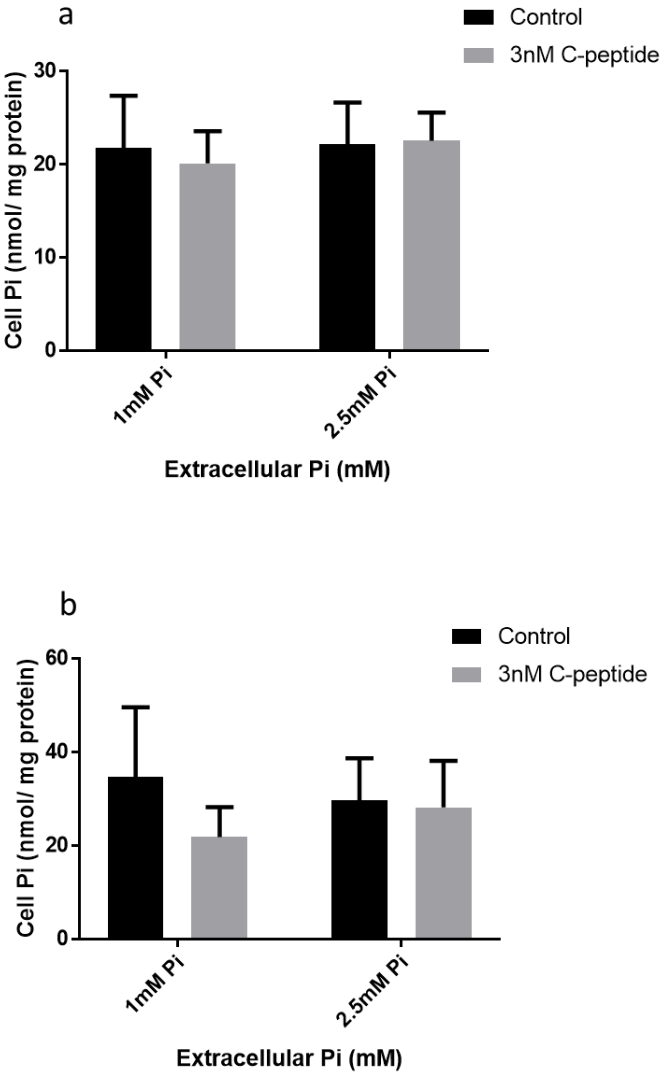 a
Control
3nM C-peptide
30
20
10
0
Cell Pi (nmol/ mg protein)
1mM Pi
2.5mM Pi
Extracellular Pi (mM)
b
Control
3nM C-peptide
60
40
20
0
Cell Pi (nmol/ mg protein)
1mM Pi
2.5mM Pi
Extracellular Pi (mM)